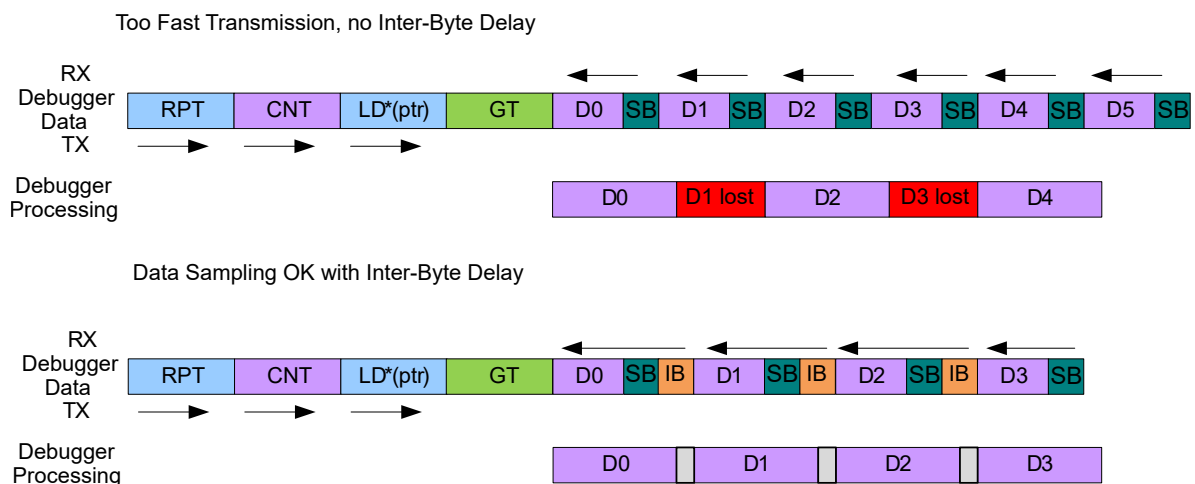 Too Fast Transmission, no Inter-Byte Delay
RX
Debugger
Data
TX
RPT CNT LD*(ptr) GT D0 SB D1 SB D2 SB D3 SB D4 SB D5 SB
Debugger
Processing
D0 D1 lost D2 D3 lost D4
Data Sampling OK with Inter-Byte Delay
RX
Debugger
Data
TX
RPT CNT LD*(ptr) GT D0 SB IB D1 SB IB D2 SB IB D3 SB
Debugger
Processing
D0 D1 D2 D3